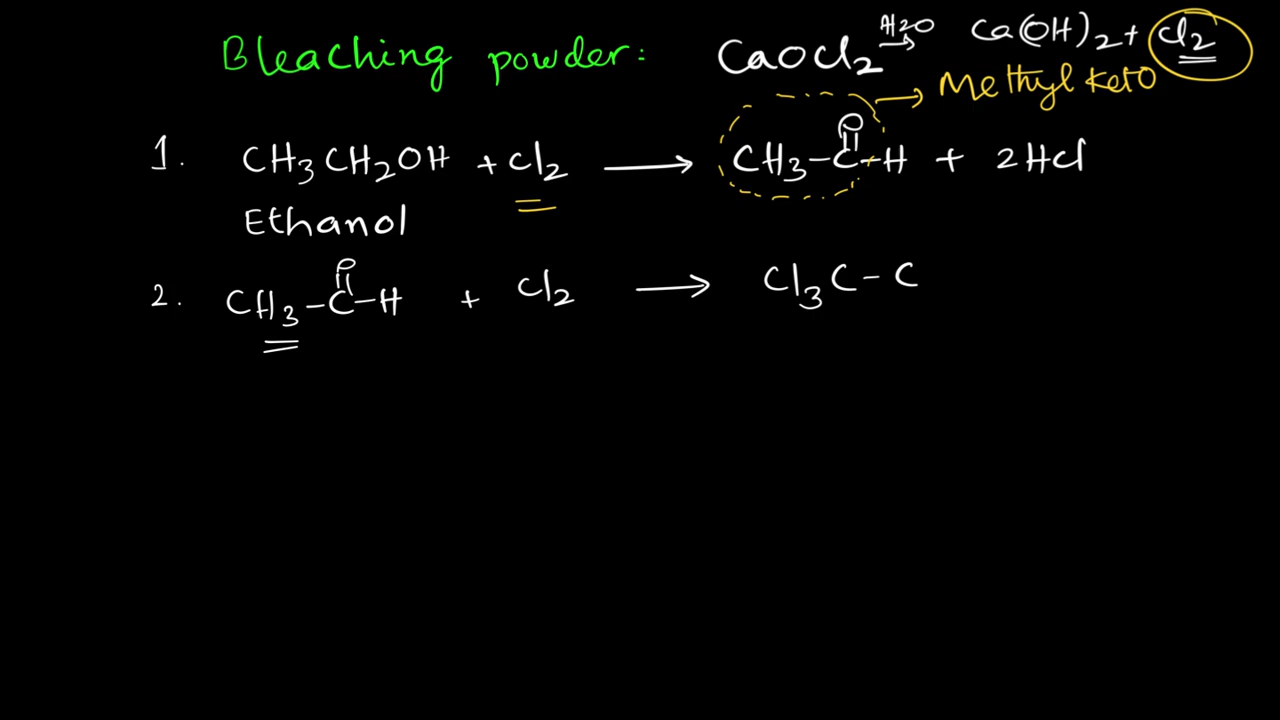 Bleaching powder: CaOCl2 H2O → Ca(OH)2 + Cl2
→ Methyl keto
1. CH3CH2OH + Cl2 → CH3-C-H + 2HCl
O
Ethanol
2. CH3-C-H + Cl2 → Cl3C-C
O